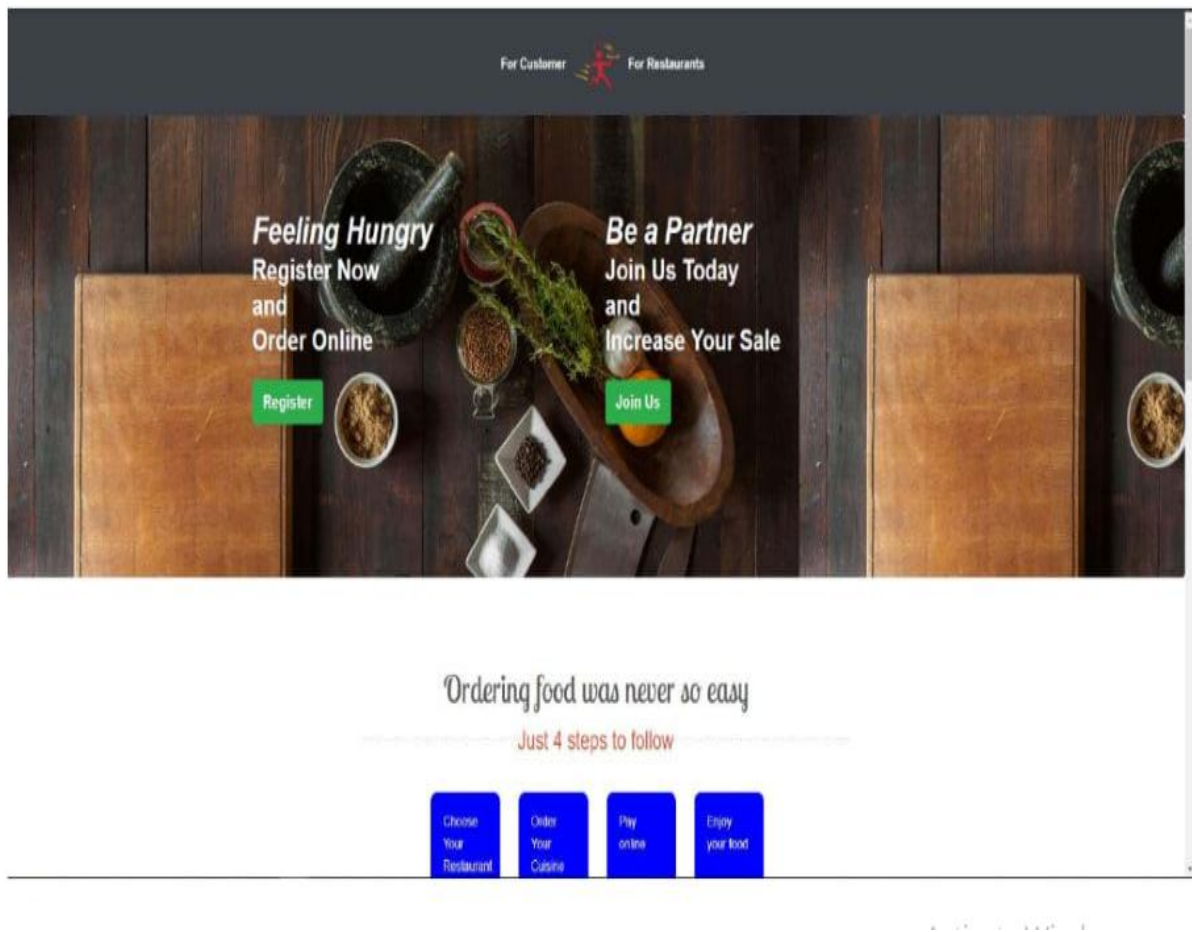 For Customer
For Restaurants
Feeling Hungry
Register Now
and
Order Online
Register
Be a Partner
Join Us Today
and
Increase Your Sale
Join Us
Ordering food was never so easy
Just 4 steps to follow
Choose
Your
Restaurant
Order
Your
Cuisine
Pay
online
Enjoy
your food